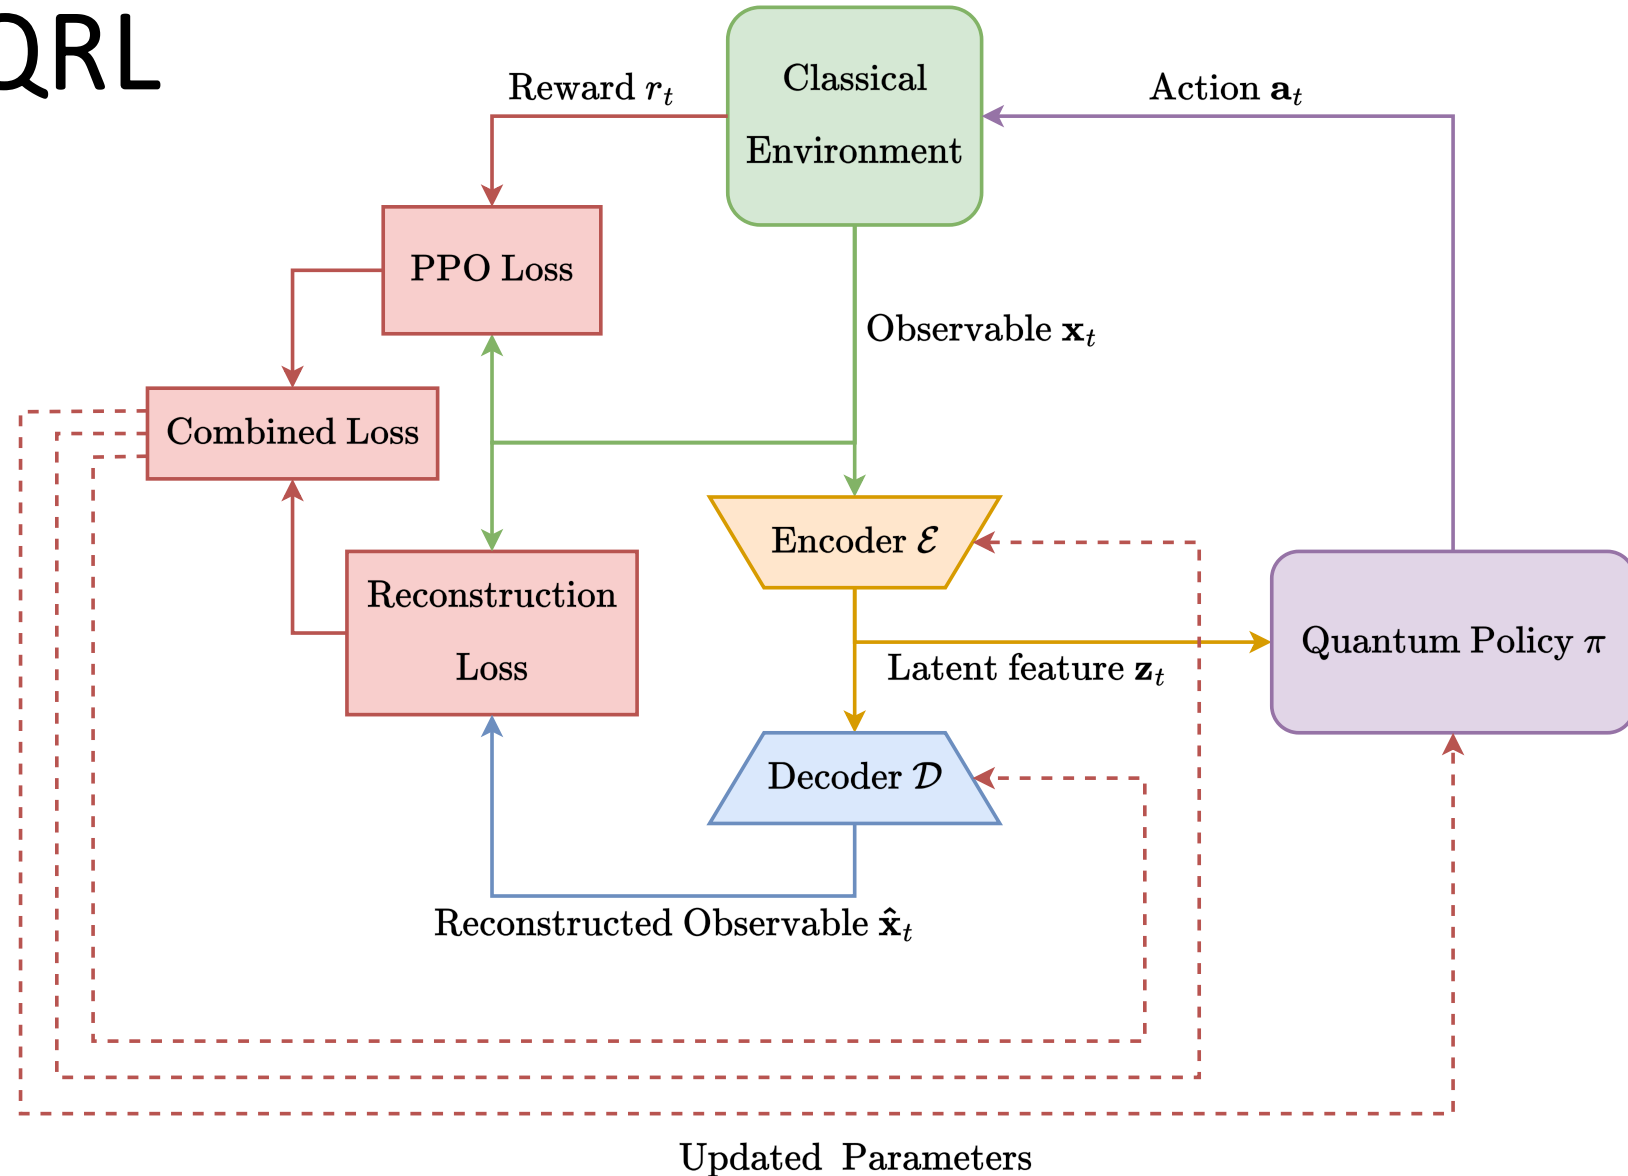 QRL
Reward r_t
Classical
Environment
Action a_t
PPO Loss
Observable x_t
Combined Loss
Encoder ℰ
Reconstruction
Loss
Latent feature z_t
Quantum Policy π
Decoder 𝒟
Reconstructed Observable x̂_t
Updated Parameters